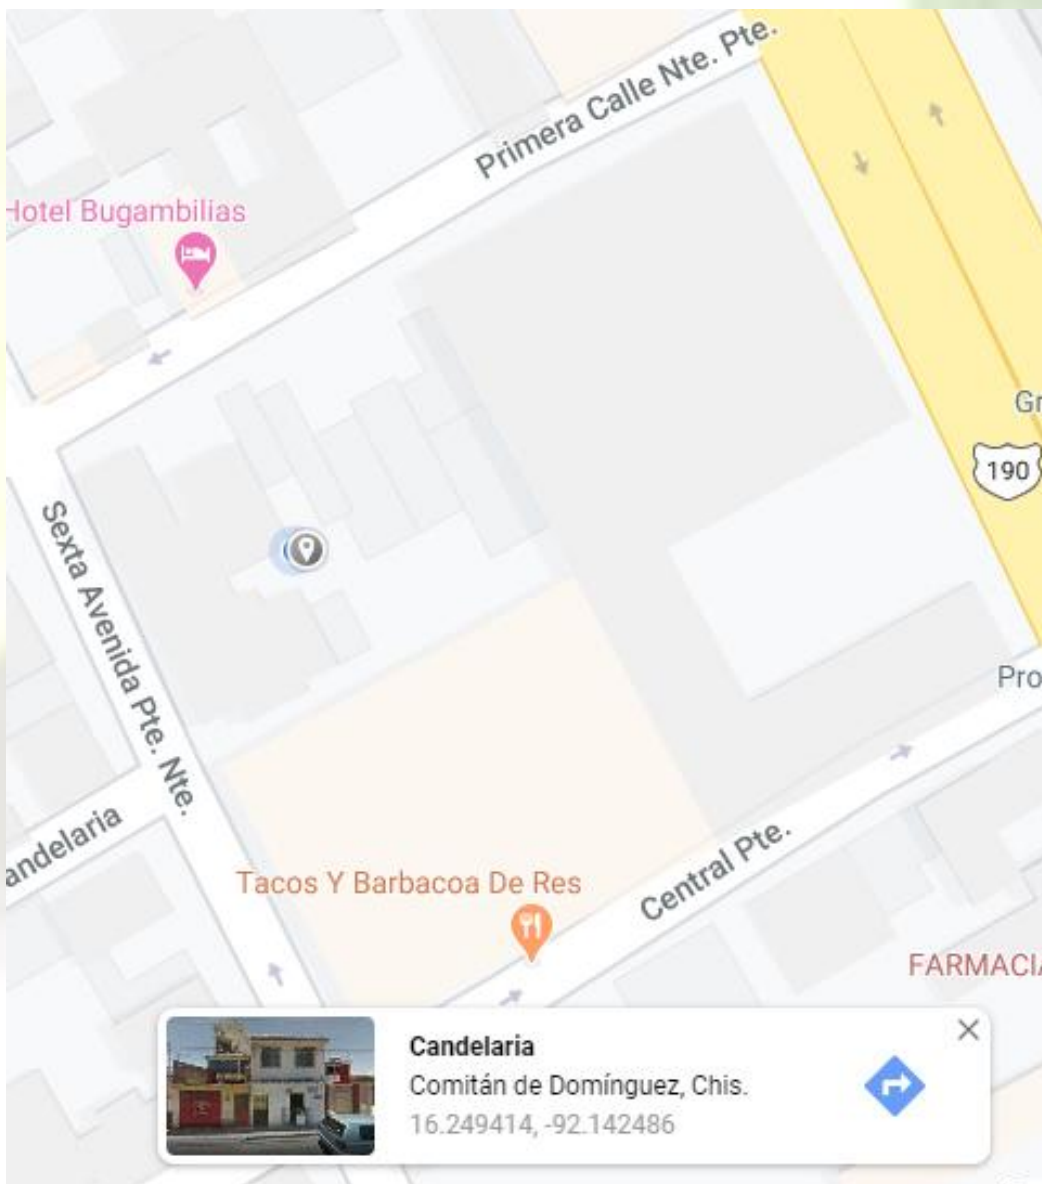 Primera Calle Nte. Pte.
Hotel Bugambilias
Gr
190
Sexta Avenida Pte. Nte.
Pro
andelaria
Central Pte.
Tacos Y Barbacoa De Res
FARMACIA
Candelaria
Comitán de Domínguez, Chis.
16.249414, -92.142486